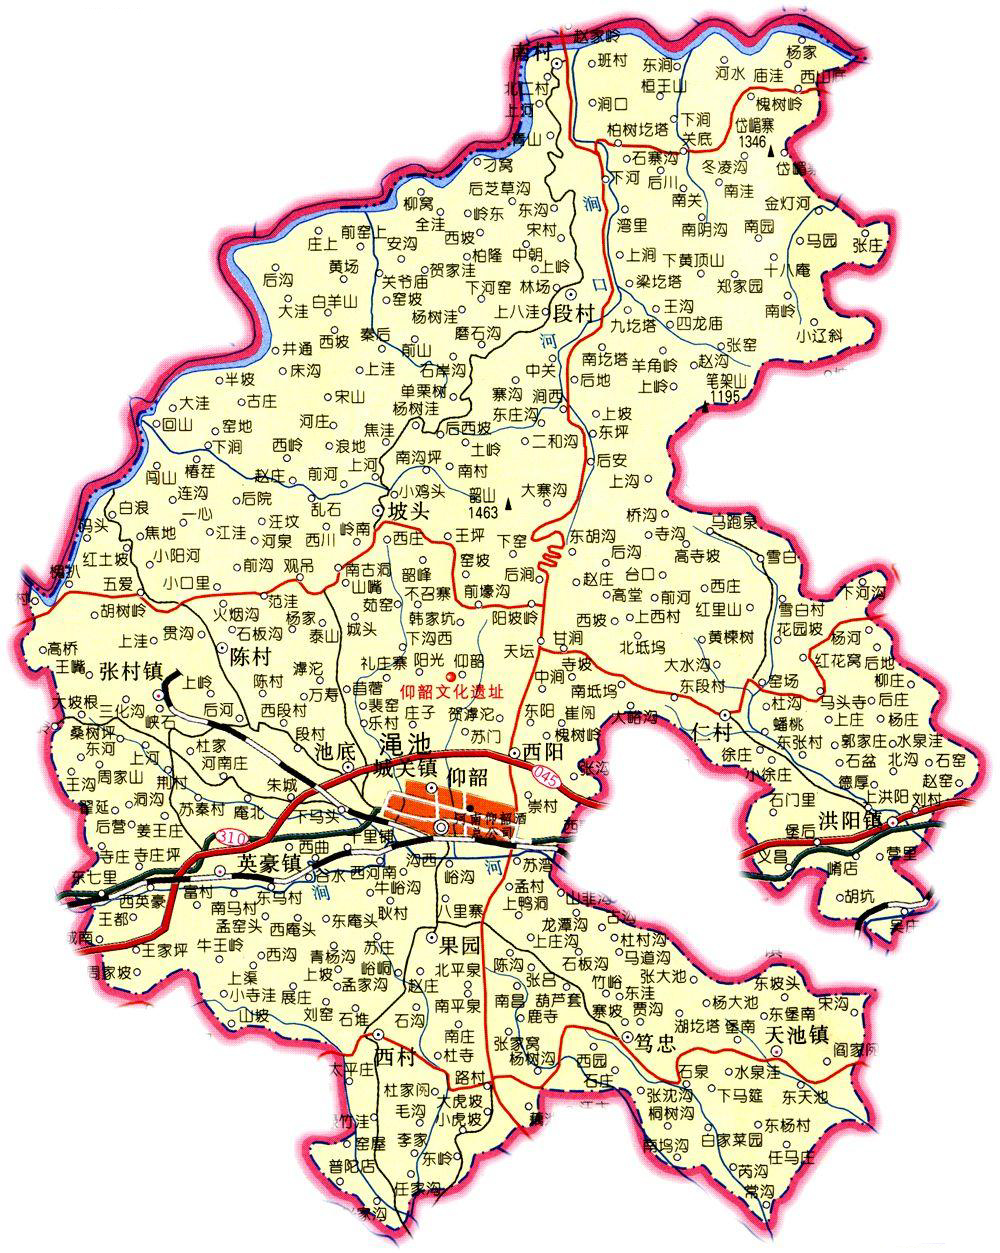 赵家岭
南村
班村
东涧
河水
庙洼
杨家
桓王山
涧口
槐树岭
上河
柏树圪塔
下涧
关底
岱嵋寨
1346
石寨沟
冬凌沟
刁窝
下河
后川
南洼
后芝草沟
南关
金灯河
柳窝
全洼
岭东
东沟
涧
湾里
南阴沟
南园
马园
张庄
前窑上
庄上
安沟
西坡
宋村
柏隆
中朝
上涧
下黄顶山
十八庵
后沟
黄场
关爷庙
贺家洼
上岭
下河窑
林场
口
梁圪塔
郑家园
大洼
白羊山
窑坡
杨树洼
上八洼
段村
王沟
南岭
九圪塔
四龙庙
小辽斜
西坡
秦后
磨石沟
河
井通
前山
张窑
南圪塔
羊角岭
赵沟
半坡
床沟
上洼
石岸沟
中关
后地
上岭
笔架山
1195
大洼
古庄
宋山
单栗树
杨树洼
寨沟
涧西
东庄沟
上坡
回山
窑地
河庄
焦洼
后西坡
东坪
下涧
西岭
浪地
土岭
二和沟
闯山
椿茬
赵庄
前河
上河
南沟坪
南村
后安
连沟
后院
乱石
小鸡头
韶山
1463
大寨沟
上沟
白浪
一心
坡头
码头
焦地
江洼
汪坟
河泉
西川
岭南
西庄
王坪
下窑
东胡沟
桥沟
寺沟
马跑泉
红土坡
小阳河
前沟
观吊
南古洞
韶峰
窑坡
后沟
高寺坡
雪白
五爱
小口里
山嘴
不召寨
前壕沟
后涧
赵庄
台口
西庄
下河沟
胡树岭
火烟沟
范洼
杨家
茹窑
韩家坑
阳坡岭
高堂
前河
红里山
雪白村
花园坡
上洼
贯沟
石板沟
泰山
城头
下沟西
西坡
上西村
高桥
陈村
天坛
甘涧
北坻坞
黄楝树
杨河
王嘴
张村镇
上岭
陈村
滹沱
礼庄寨
阳光
仰韶
寺坡
大水沟
红花窝
后地
万寿
苜蓿
仰韶文化遗址
中涧
南坻坞
东段村
窑场
柳庄
大坡根
三化沟
后河
西段村
裴窑
庄子
贺滹沱
东阳
崔阅
杜沟
马头寺
后庄
峡石
乐村
大峪沟
蟠桃
上庄
杨庄
桑树坪
段村
渑池
苏门
槐树岭
仁村
东河
杜家
池底
西阳
徐庄
东张村
郭家庄
水泉洼
上河
河南庄
城关镇
仰韶
045
张沟
小徐庄
石盆
北沟
石窑
周家山
荆村
朱城
德厚
赵窑
王沟
洞沟
翟延
苏秦村
庵北
下马头
崇村
石门里
上洪阳
刘村
后营
姜王庄
310
一里铺
洪阳镇
堡后
寺庄
寺庄坪
西曲
英豪镇
沟西
河
苏湾
义昌
营里
东七里
谷水
西河南
峪沟
崤店
西英豪
富村
东马村
涧
牛峪沟
孟村
上鸭洞
胡坑
王都
南马村
耿村
八里寨
吴庄
孟窑头
西庵头
东庵头
龙潭沟
王家坪
牛王岭
西沟
青杨沟
苏庄
果园
上庄沟
杜村沟
马道沟
周家坡
上渠
上坡
峪峒
孟家沟
北平泉
陈沟
石板沟
张吕
竹峪
张大池
东坡头
小寺洼
展庄
赵庄
南昌
葫芦套
东洼
杨大池
宋沟
山坡
刘窑
石堆
石沟
南平泉
鹿寺
寨坡
贾沟
湖圪塔
堡南
东堡南
西村
南庄
张家窝
笃忠
天池镇
杜寺
杨树沟
西园
太平庄
路村
石庄
石泉
水泉洼
杜家沟
大虎坡
张沈沟
下马蹚
东天池
毛沟
小虎坡
桐树沟
竹洼
窑屋
李家
东杨村
南坞沟
白家菜园
普阳店
东岭
任马庄
任家沟
芮沟
常沟